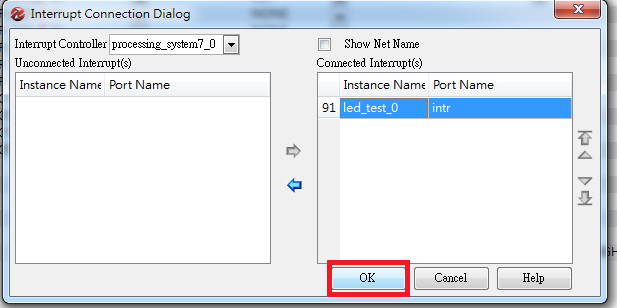 NONE
Interrupt Connection Dialog
Interrupt Controller processing_system7_0
Show Net Name
Unconnected Interrupt(s)
Connected Interrupt(s)
Instance Name Port Name
Instance Name Port Name
91 led_test_0 intr
OK Cancel Help